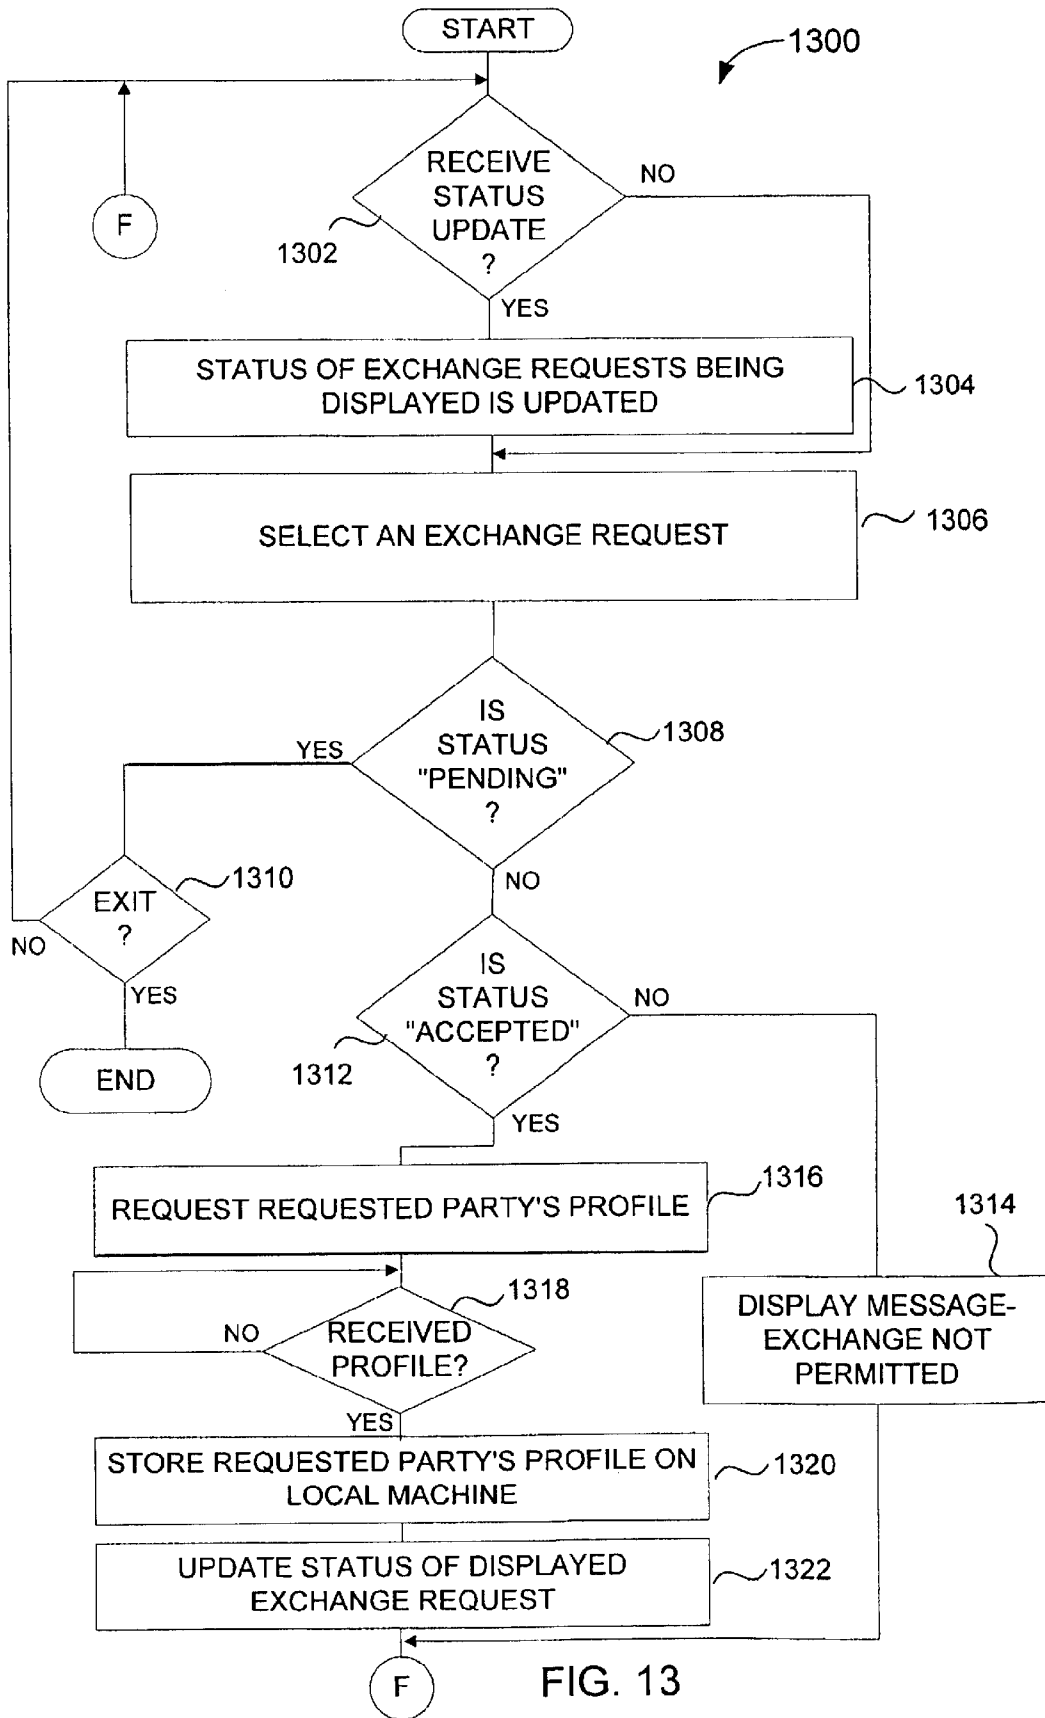 START
1300
RECEIVE
STATUS
UPDATE
?
NO
F
1302
YES
STATUS OF EXCHANGE REQUESTS BEING
DISPLAYED IS UPDATED
1304
SELECT AN EXCHANGE REQUEST
1306
IS
STATUS
"PENDING"
?
YES
1308
NO
EXIT
?
1310
NO
YES
END
IS
STATUS
"ACCEPTED"
?
NO
1312
YES
REQUEST REQUESTED PARTY'S PROFILE
1316
1314
RECEIVED
PROFILE?
1318
NO
YES
DISPLAY MESSAGE-
EXCHANGE NOT
PERMITTED
STORE REQUESTED PARTY'S PROFILE ON
LOCAL MACHINE
1320
UPDATE STATUS OF DISPLAYED
EXCHANGE REQUEST
1322
F
FIG. 13